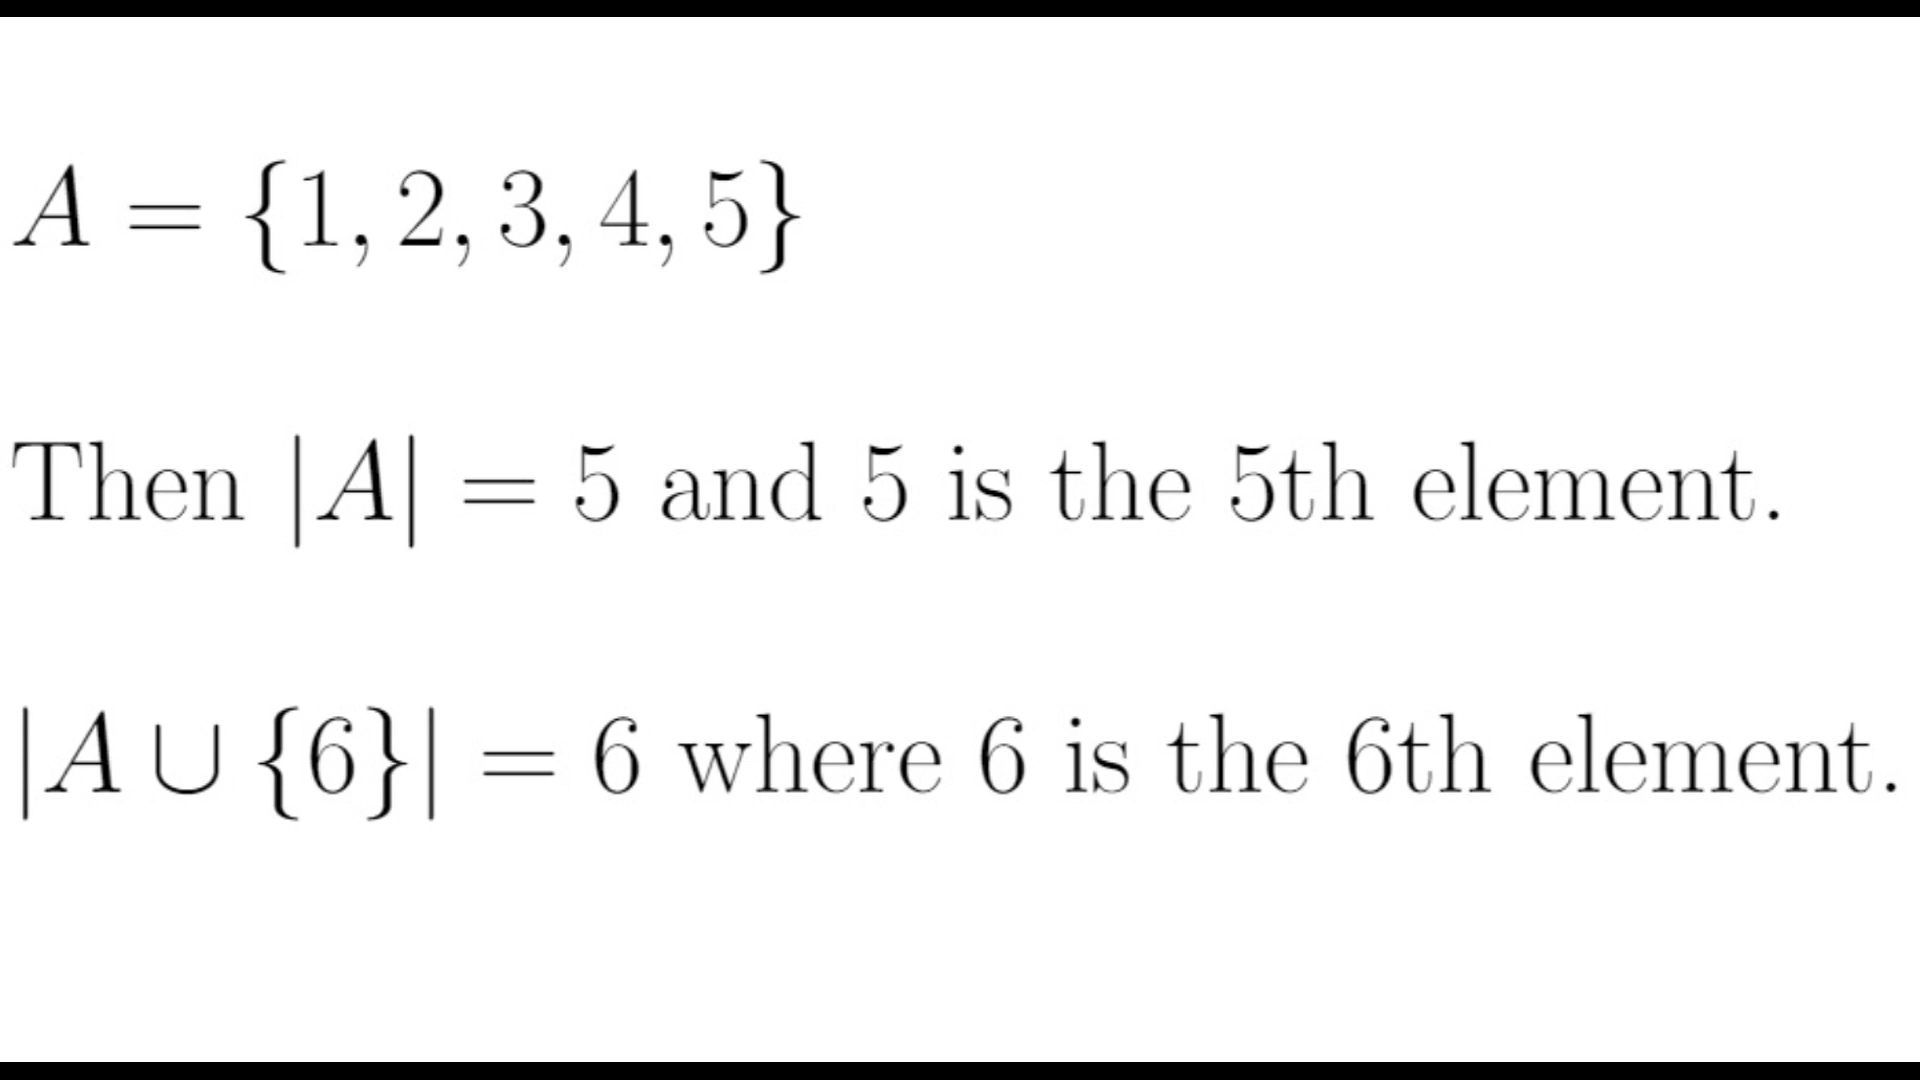 A = {1, 2, 3, 4, 5}
Then |A| = 5 and 5 is the 5th element.
|A ∪ {6}| = 6 where 6 is the 6th element.